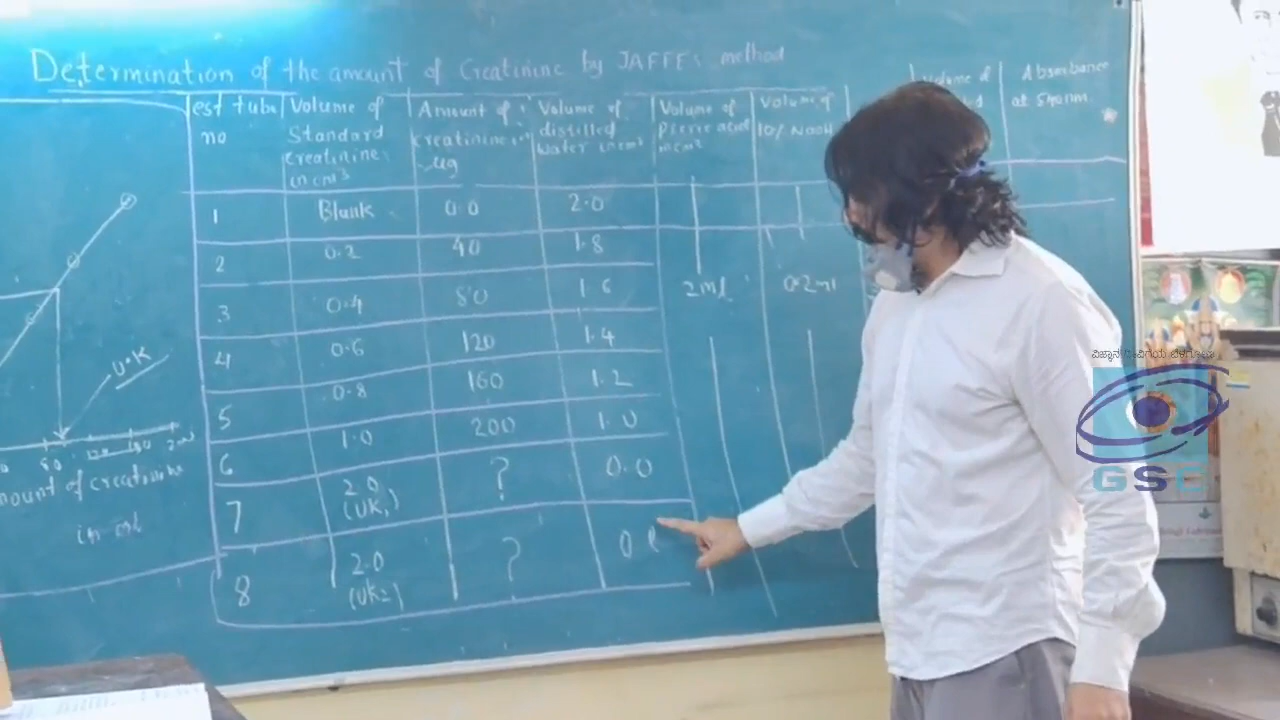 Determination of the amount of Creatinine by JAFFE'S method
est tube no
Volume of Standard creatinine in cm³
Amount of creatinine in µg
Volume of distilled water in cm³
Volume of Picric acid in cm³
Volume of 10% NaoH
Absorbance at 540nm
1 Blank 0.0 2.0
2 0.2 40 1.8
3 0.4 80 1.6
2ml 0.2ml
4 0.6 120 1.4
5 0.8 160 1.2
6 1.0 200 1.0
7 2.0 (UK₁) ? 0.0
8 2.0 (UK₂) ? 0
U.K
mount of creatinine
GSC